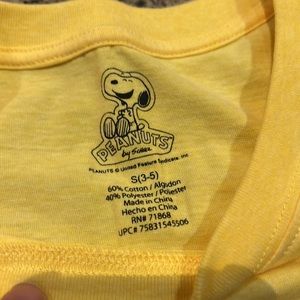 PEANUTS
by Schulz
PEANUTS © United Feature Syndicate, Inc.
S(3-5)
60% Cotton / Algodon
40% Polyester / Poliester
Made in China
Hecho en China
RN# 71868
UPC# 75831545506